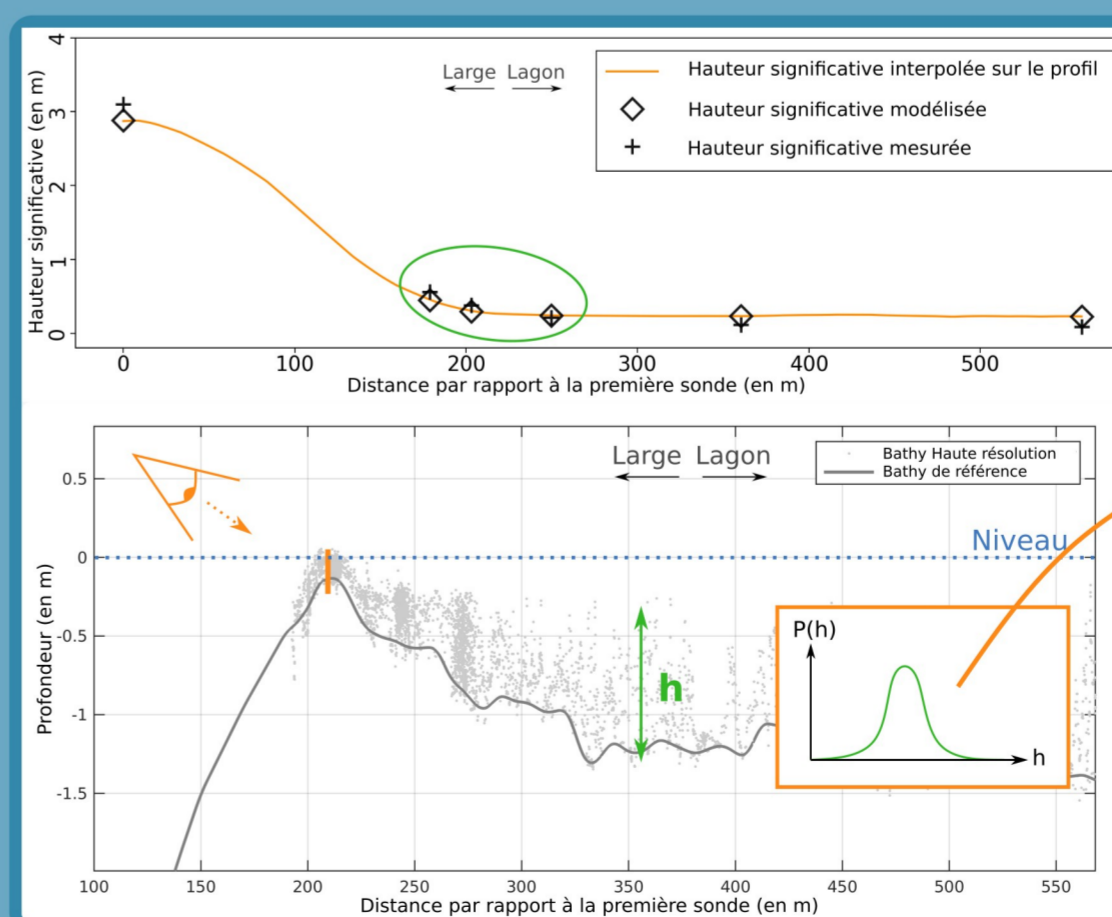 Hauteur significative (en m)
4
3
2
1
0
Large Lagon
Hauteur significative interpolée sur le profil
Hauteur significative modélisée
Hauteur significative mesurée
0 100 200 300 400 500
Distance par rapport à la première sonde (en m)
Profondeur (en m)
0.5
0
-0.5
-1
-1.5
Large Lagon
Bathy Haute résolution
Bathy de référence
Niveau
h
P(h)
h
100 150 200 250 300 350 400 450 500 550
Distance par rapport à la première sonde (en m)